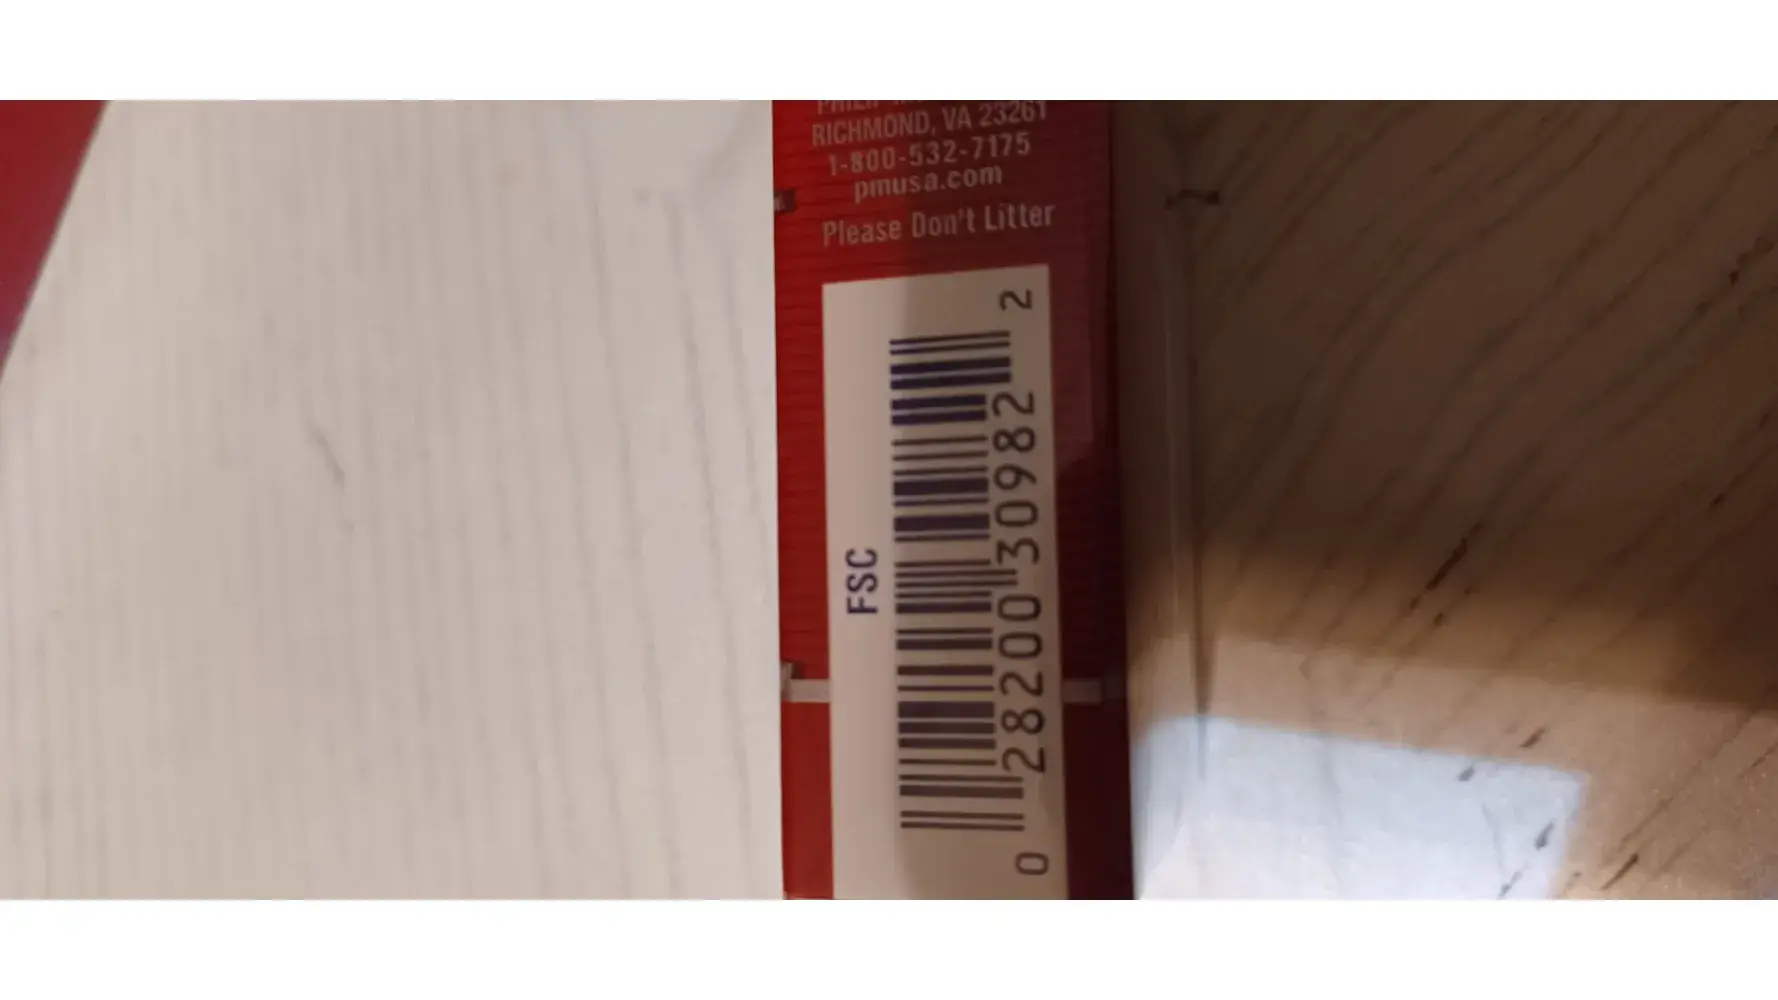 RICHMOND, VA 23261
1-800-532-7175
pmusa.com
Please Don't Litter
FSC
0 28200 30982 2